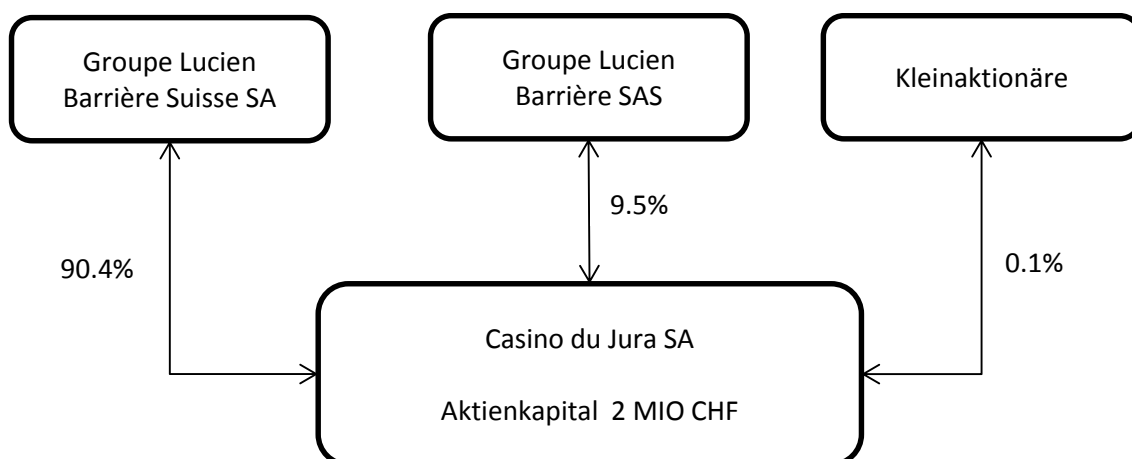 Groupe Lucien
Barrière Suisse SA
Groupe Lucien
Barrière SAS
Kleinaktionäre
90.4%
9.5%
0.1%
Casino du Jura SA
Aktienkapital 2 MIO CHF